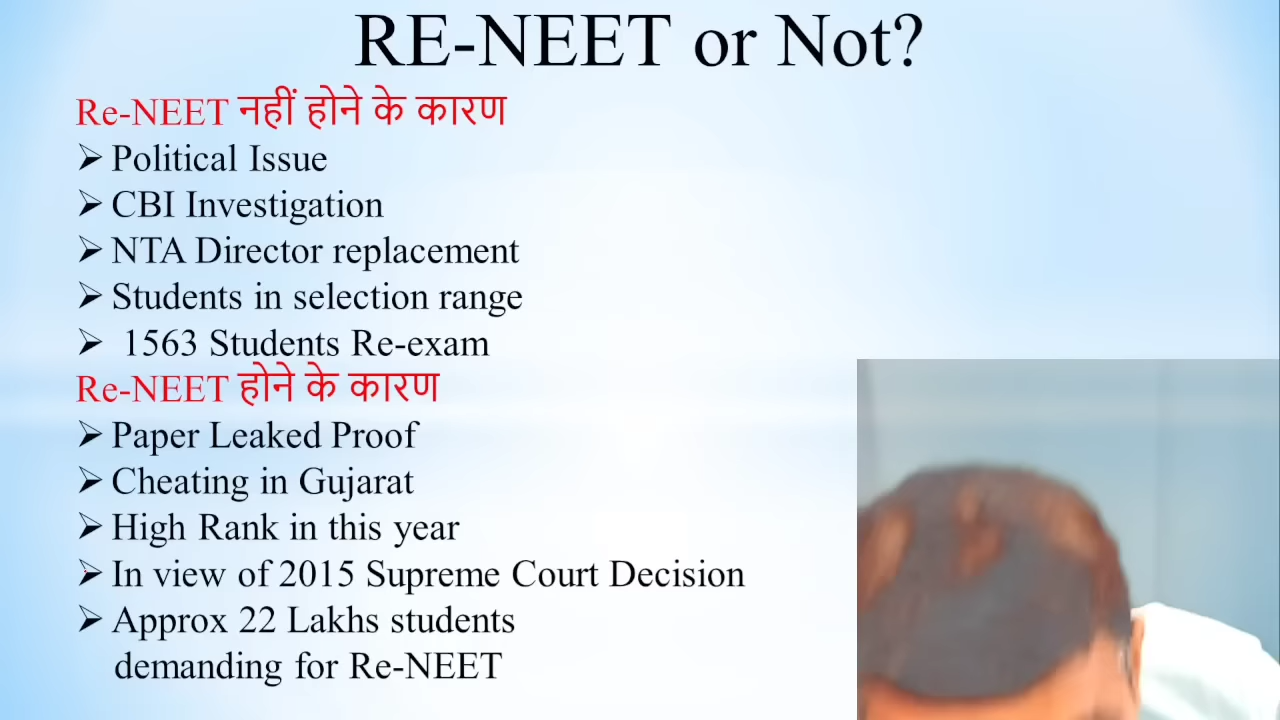 RE-NEET or Not?
Re-NEET नहीं होने के कारण
➢ Political Issue
➢ CBI Investigation
➢ NTA Director replacement
➢ Students in selection range
➢ 1563 Students Re-exam
Re-NEET होने के कारण
➢ Paper Leaked Proof
➢ Cheating in Gujarat
➢ High Rank in this year
➢ In view of 2015 Supreme Court Decision
➢ Approx 22 Lakhs students
demanding for Re-NEET